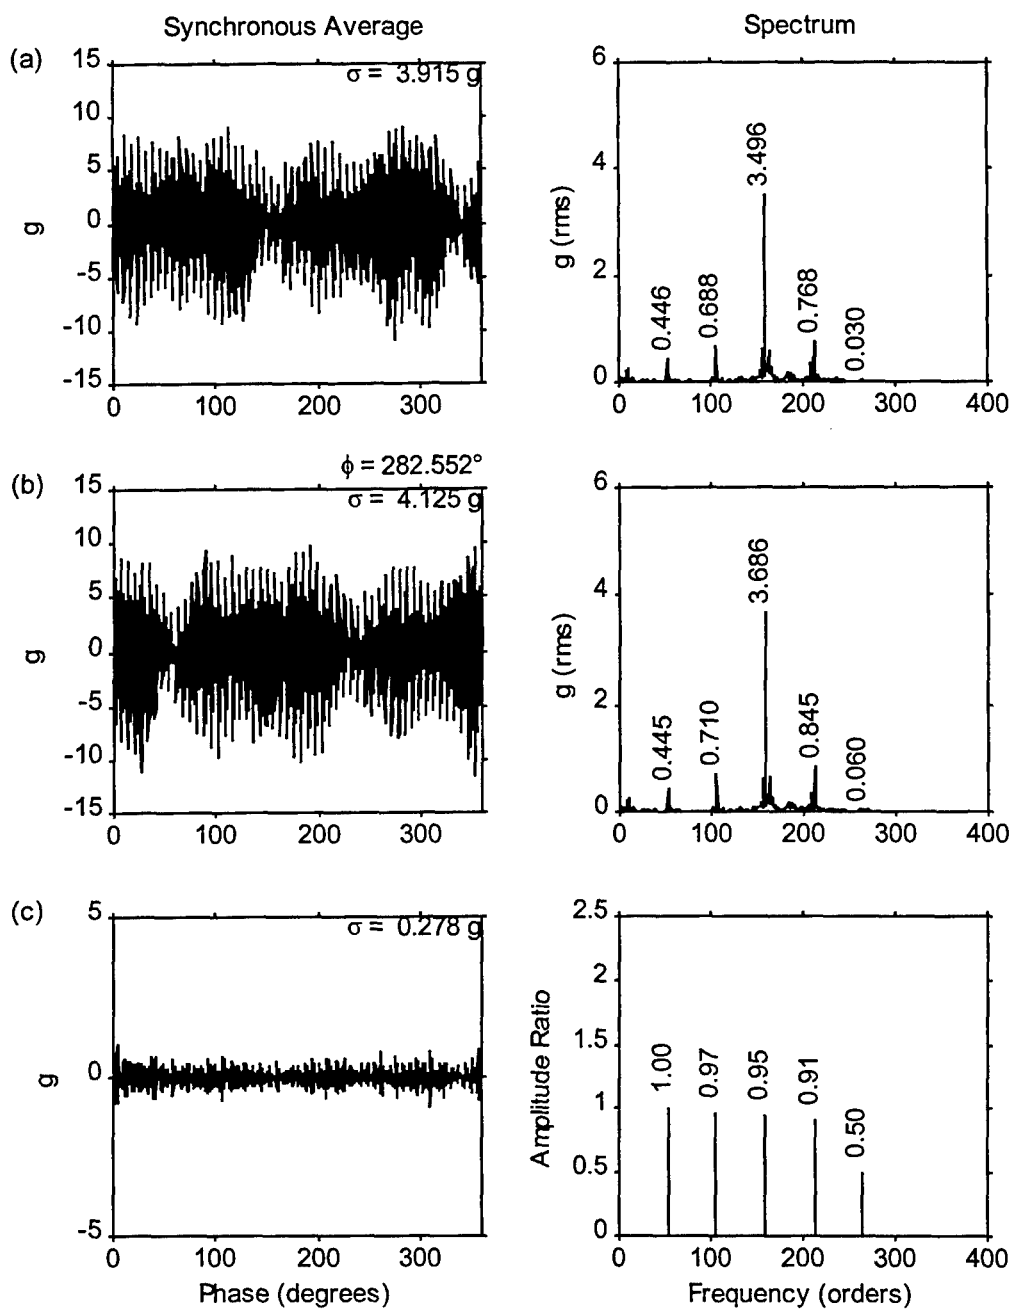 Synchronous Average
Spectrum
(a)
σ = 3.915 g
15
10
5
0
-5
-10
-15
g
0 100 200 300
6
4
2
0
g (rms)
0.446
0.688
3.496
0.768
0.030
0 100 200 300 400
(b)
ϕ = 282.552°
σ = 4.125 g
15
10
5
0
-5
-10
-15
g
0 100 200 300
6
4
2
0
g (rms)
0.445
0.710
3.686
0.845
0.060
0 100 200 300 400
(c)
σ = 0.278 g
5
0
-5
g
0 100 200 300
Phase (degrees)
2.5
2
1.5
1
0.5
0
Amplitude Ratio
1.00
0.97
0.95
0.91
0.50
0 100 200 300 400
Frequency (orders)